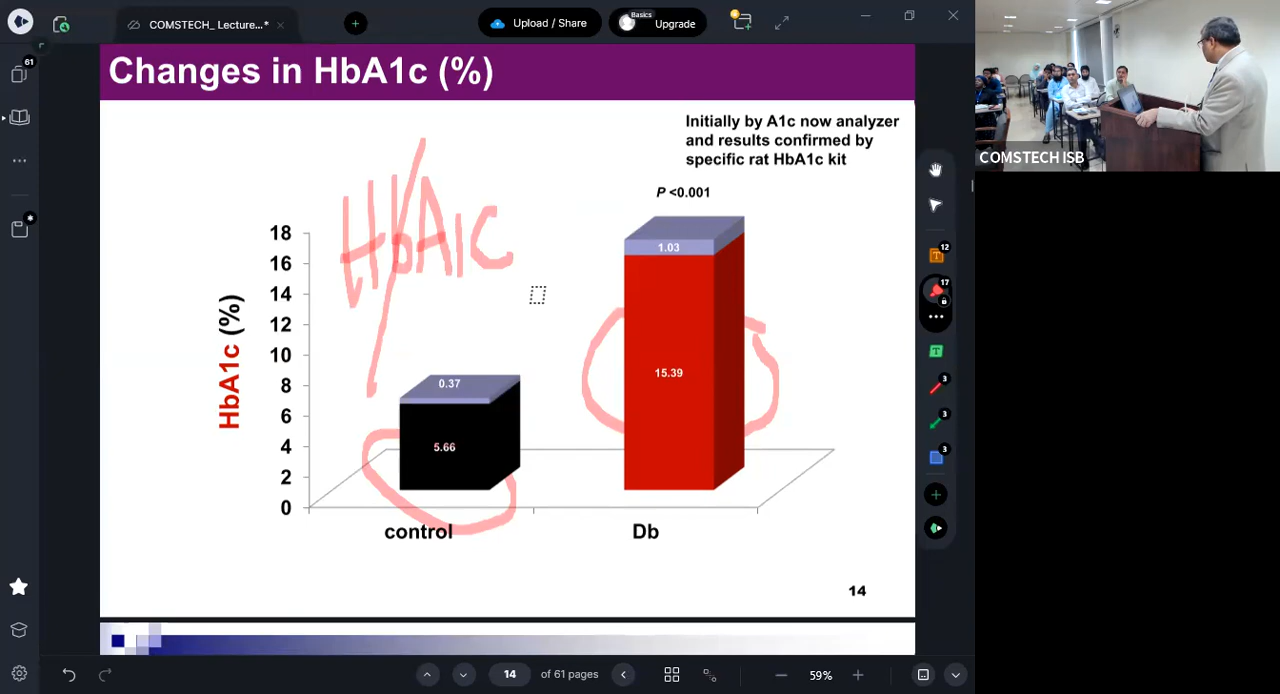 COMSTECH_ Lecture...*
Upload / Share
Basics
Upgrade
61
Changes in HbA1c (%)
Initially by A1c now analyzer
and results confirmed by
specific rat HbA1c kit
P <0.001
HbA1c
HbA1c (%)
18
16
14
12
10
8
6
4
2
0
1.03
15.39
0.37
5.66
control
Db
14
COMSTECH ISB
12
17
3
3
3
14
of 61 pages
59%